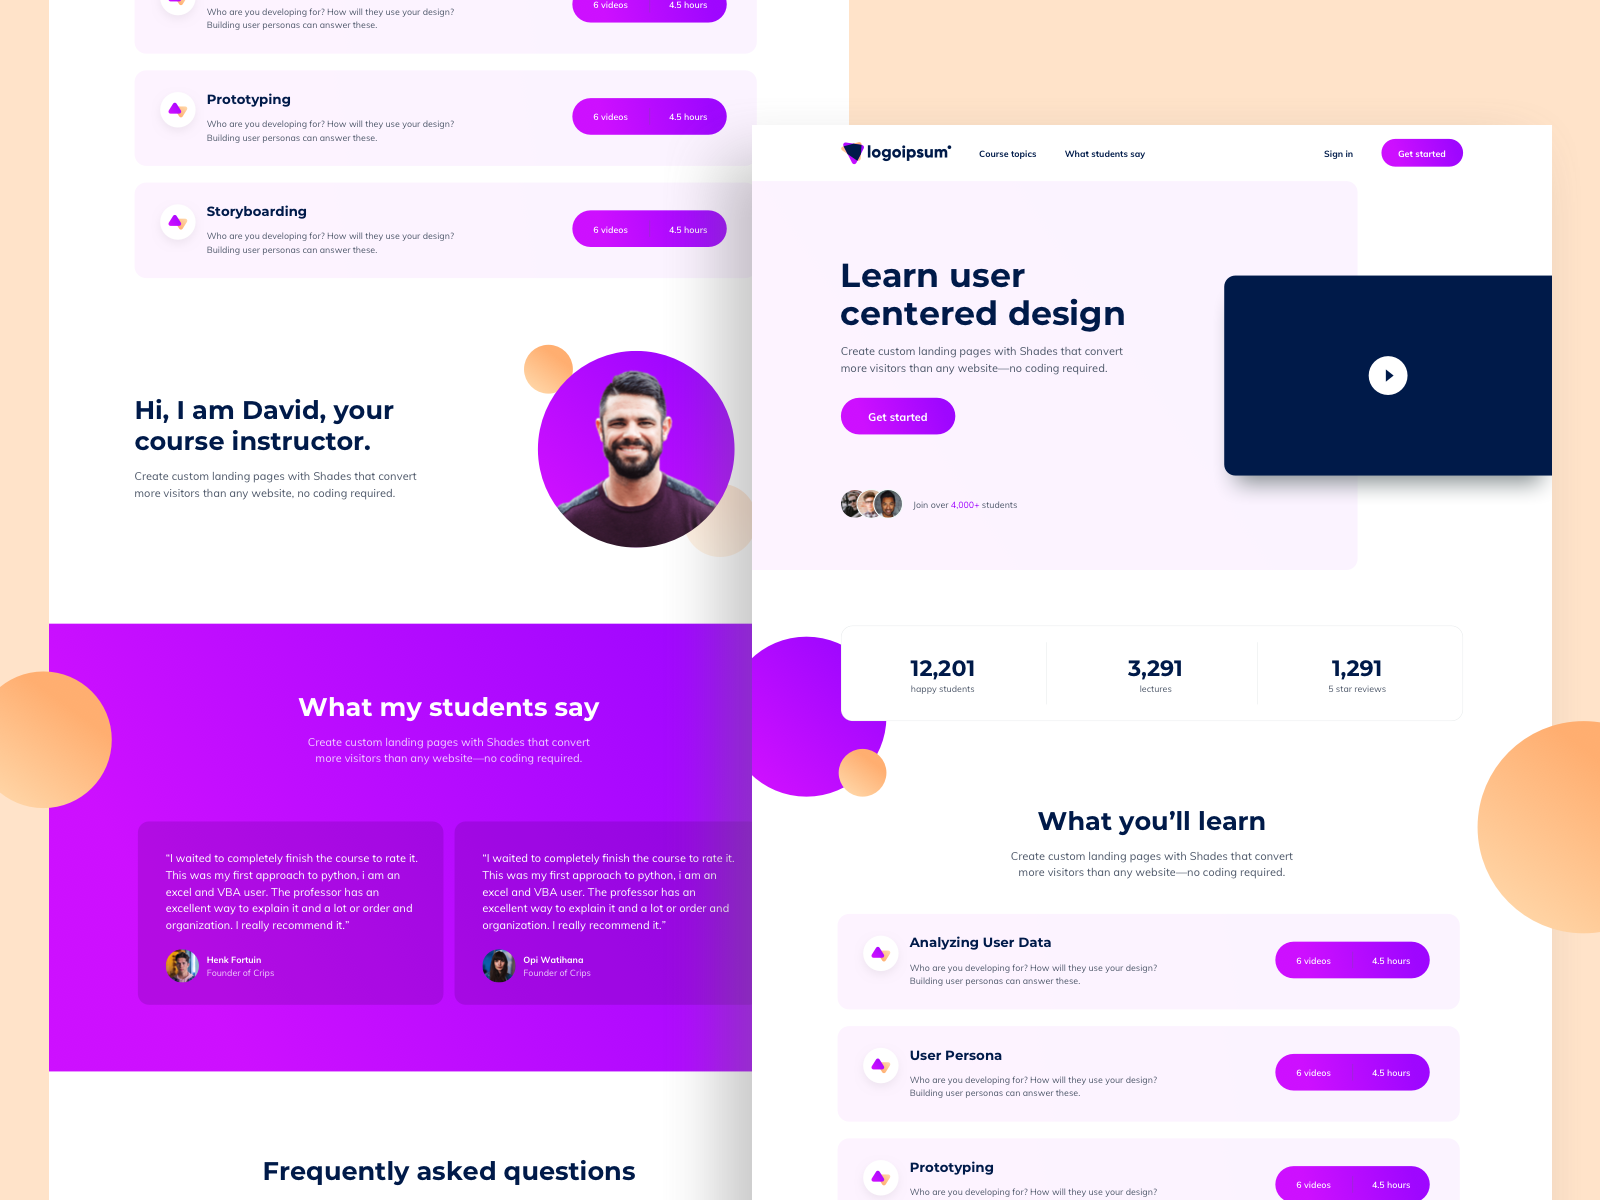 Who are you developing for? How will they use your design?
Building user personas can answer these.
6 videos 4.5 hours
Prototyping
Who are you developing for? How will they use your design?
Building user personas can answer these.
6 videos 4.5 hours
Storyboarding
Who are you developing for? How will they use your design?
Building user personas can answer these.
6 videos 4.5 hours
Hi, I am David, your
course instructor.
Create custom landing pages with Shades that convert
more visitors than any website, no coding required.
What my students say
Create custom landing pages with Shades that convert
more visitors than any website—no coding required.
“I waited to completely finish the course to rate it.
This was my first approach to python, i am an
excel and VBA user. The professor has an
excellent way to explain it and a lot or order and
organization. I really recommend it.”
Henk Fortuin
Founder of Crips
“I waited to completely finish the course to rate it.
This was my first approach to python, i am an
excel and VBA user. The professor has an
excellent way to explain it and a lot or order and
organization. I really recommend it.”
Opi Watihana
Founder of Crips
Frequently asked questions
logoipsum Course topics What students say Sign in Get started
Learn user
centered design
Create custom landing pages with Shades that convert
more visitors than any website—no coding required.
Get started
Join over 4,000+ students
12,201 3,291 1,291
happy students lectures 5 star reviews
What you’ll learn
Create custom landing pages with Shades that convert
more visitors than any website—no coding required.
Analyzing User Data
Who are you developing for? How will they use your design?
Building user personas can answer these.
6 videos 4.5 hours
User Persona
Who are you developing for? How will they use your design?
Building user personas can answer these.
6 videos 4.5 hours
Prototyping
Who are you developing for? How will they use your design?
6 videos 4.5 hours